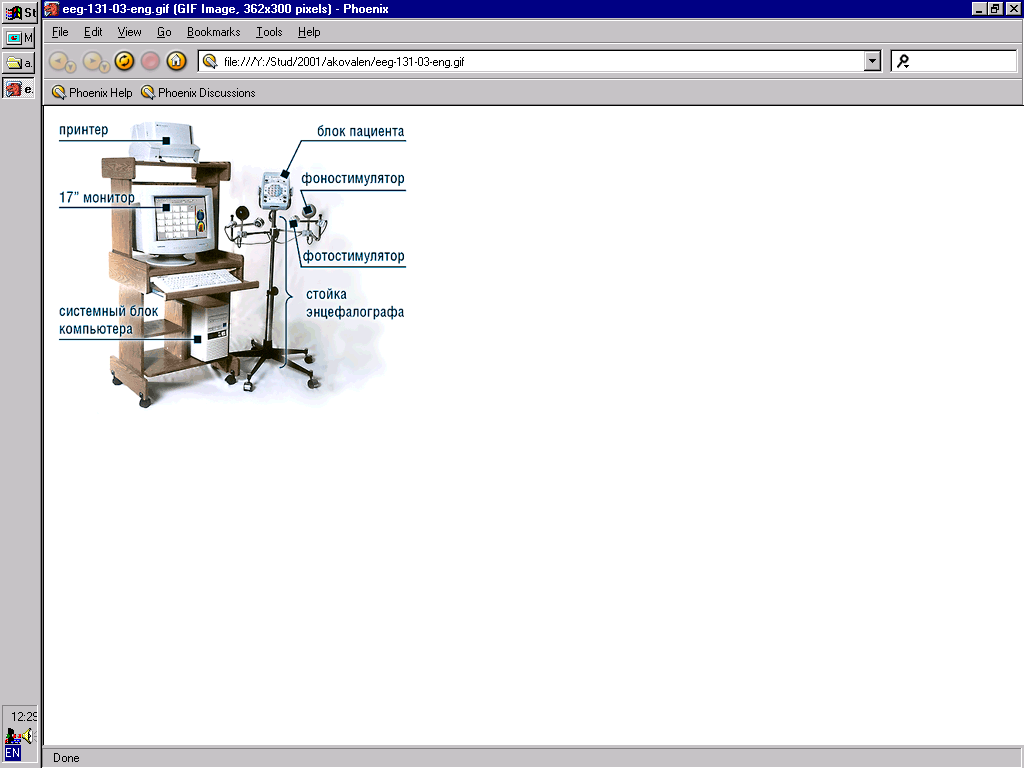 St
eeg-131-03-eng.gif (GIF Image, 362x300 pixels) - Phoenix
M
File Edit View Go Bookmarks Tools Help
a.
file:///Y:/Stud/2001/akovalen/eeg-131-03-eng.gif
e.
Phoenix Help Phoenix Discussions
принтер
блок пациента
фоностимулятор
17" монитор
фотостимулятор
стойка
энцефалографа
системный блок
компьютера
12:29
EN
Done